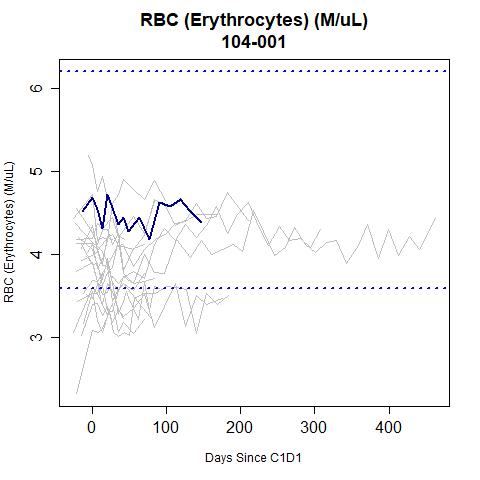 RBC (Erythrocytes) (M/uL)
104-001
RBC (Erythrocytes) (M/uL)
6
5
4
3
0 100 200 300 400
Days Since C1D1